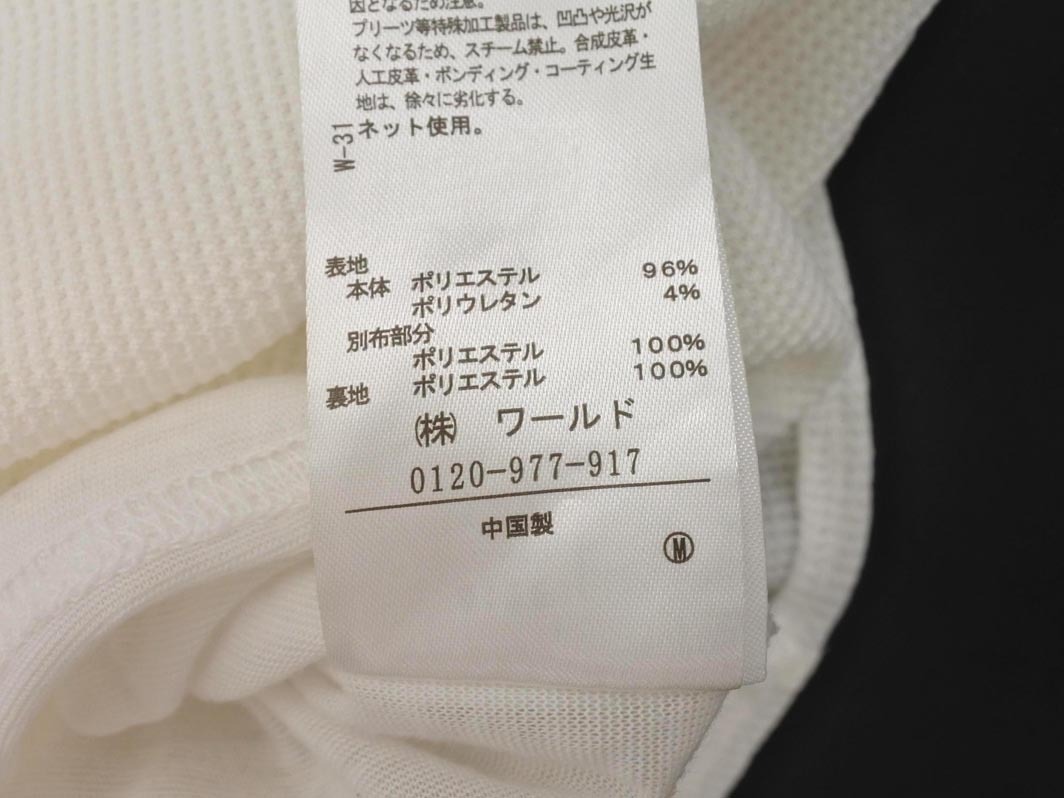 因となるため注意。
プリーツ等特殊加工製品は、凹凸や光沢が
なくなるため、スチーム禁止。合成皮革・
人工皮革・ボンディング・コーティング生
地は、徐々に劣化する。
ネット使用。
W-31
表地
本体 ポリエステル 96%
ポリウレタン 4%
別布部分
ポリエステル 100%
裏地 ポリエステル 100%
㈱ ワールド
0120-977-917
中国製
Ⓜ